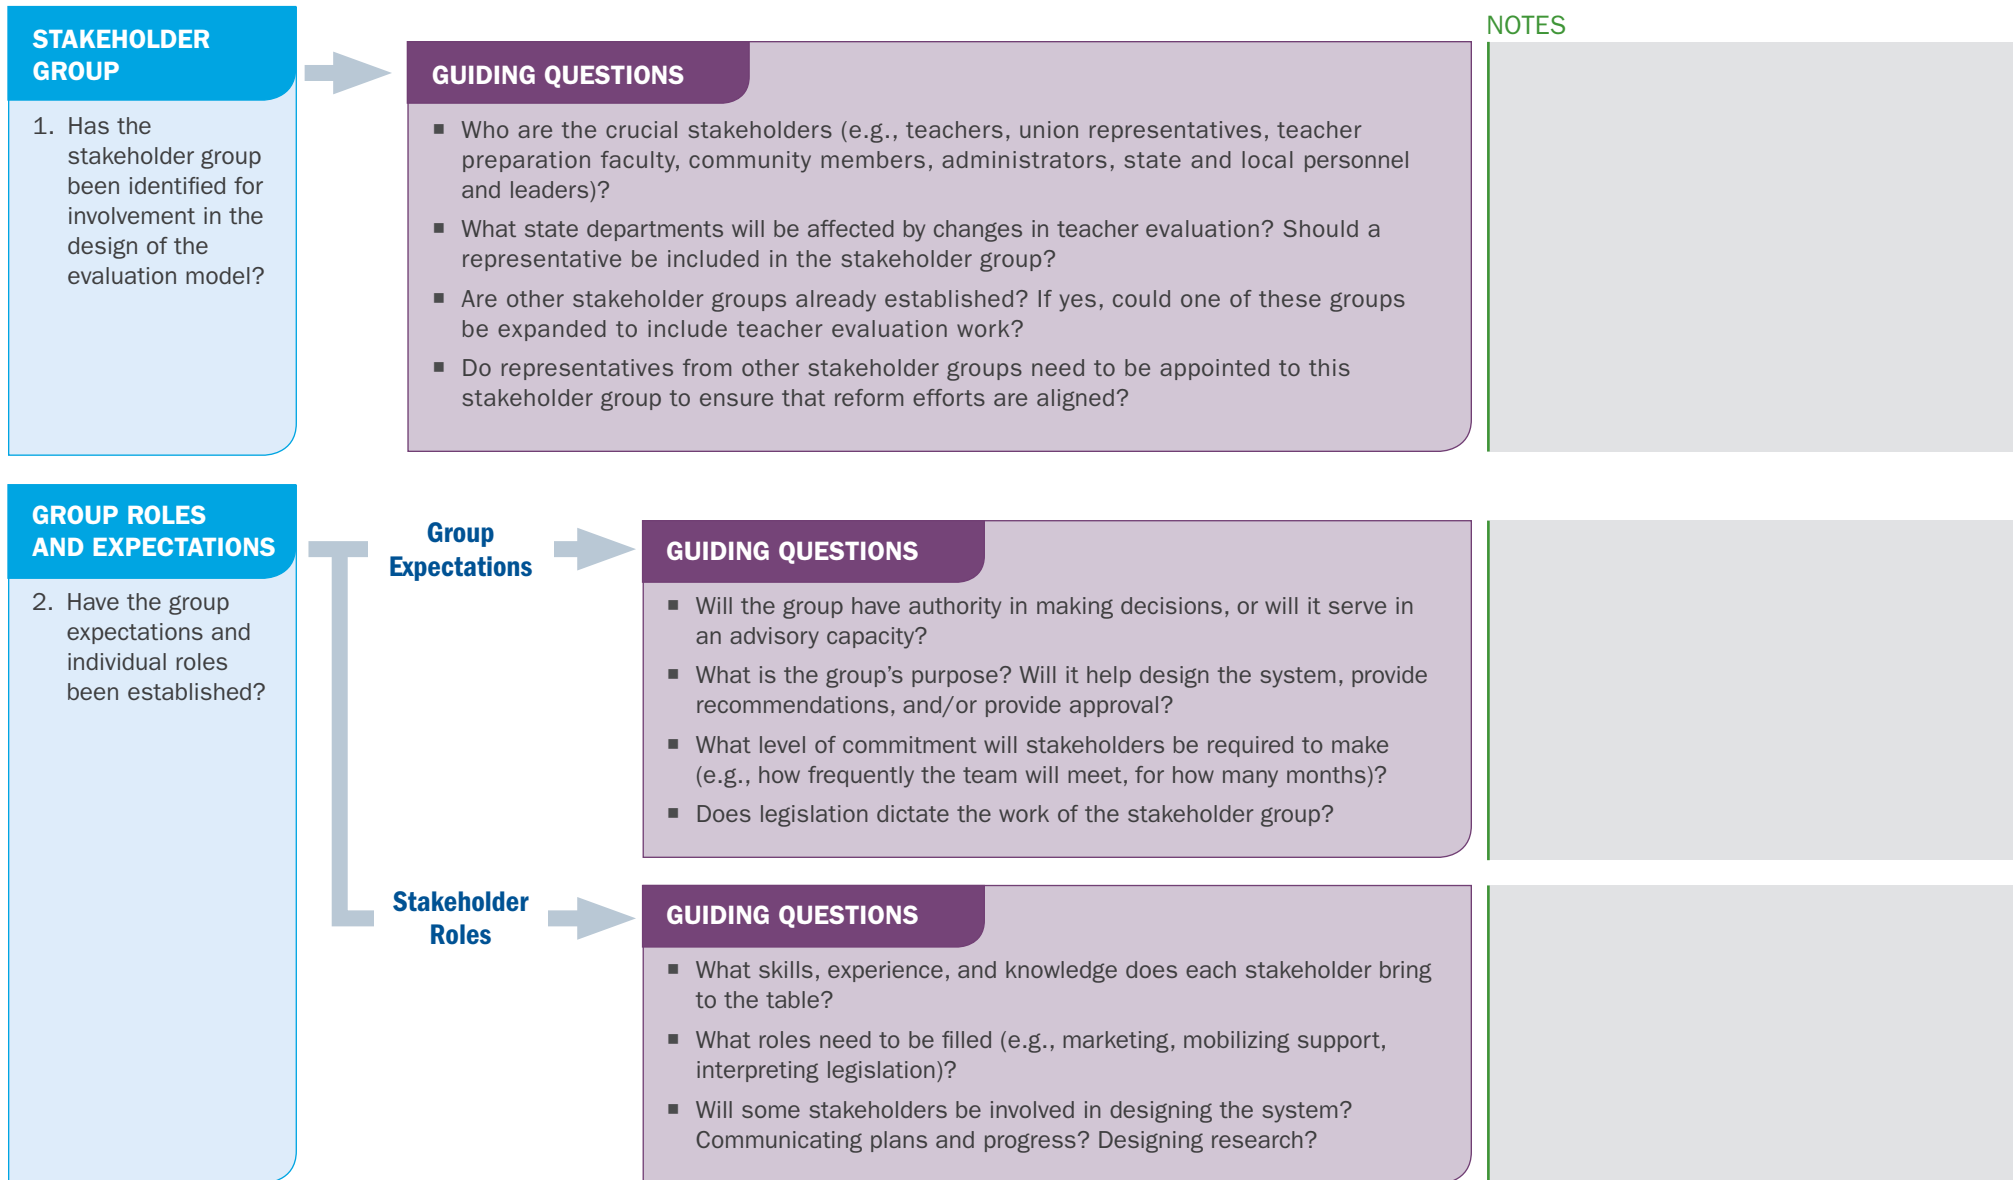 STAKEHOLDER
GROUP
1. Has the
stakeholder group
been identified for
involvement in the
design of the
evaluation model?
GUIDING QUESTIONS
▪ Who are the crucial stakeholders (e.g., teachers, union representatives, teacher
preparation faculty, community members, administrators, state and local personnel
and leaders)?
▪ What state departments will be affected by changes in teacher evaluation? Should a
representative be included in the stakeholder group?
▪ Are other stakeholder groups already established? If yes, could one of these groups
be expanded to include teacher evaluation work?
▪ Do representatives from other stakeholder groups need to be appointed to this
stakeholder group to ensure that reform efforts are aligned?
NOTES
GROUP ROLES
AND EXPECTATIONS
2. Have the group
expectations and
individual roles
been established?
Group
Expectations
GUIDING QUESTIONS
▪ Will the group have authority in making decisions, or will it serve in
an advisory capacity?
▪ What is the group’s purpose? Will it help design the system, provide
recommendations, and/or provide approval?
▪ What level of commitment will stakeholders be required to make
(e.g., how frequently the team will meet, for how many months)?
▪ Does legislation dictate the work of the stakeholder group?
Stakeholder
Roles
GUIDING QUESTIONS
▪ What skills, experience, and knowledge does each stakeholder bring
to the table?
▪ What roles need to be filled (e.g., marketing, mobilizing support,
interpreting legislation)?
▪ Will some stakeholders be involved in designing the system?
Communicating plans and progress? Designing research?